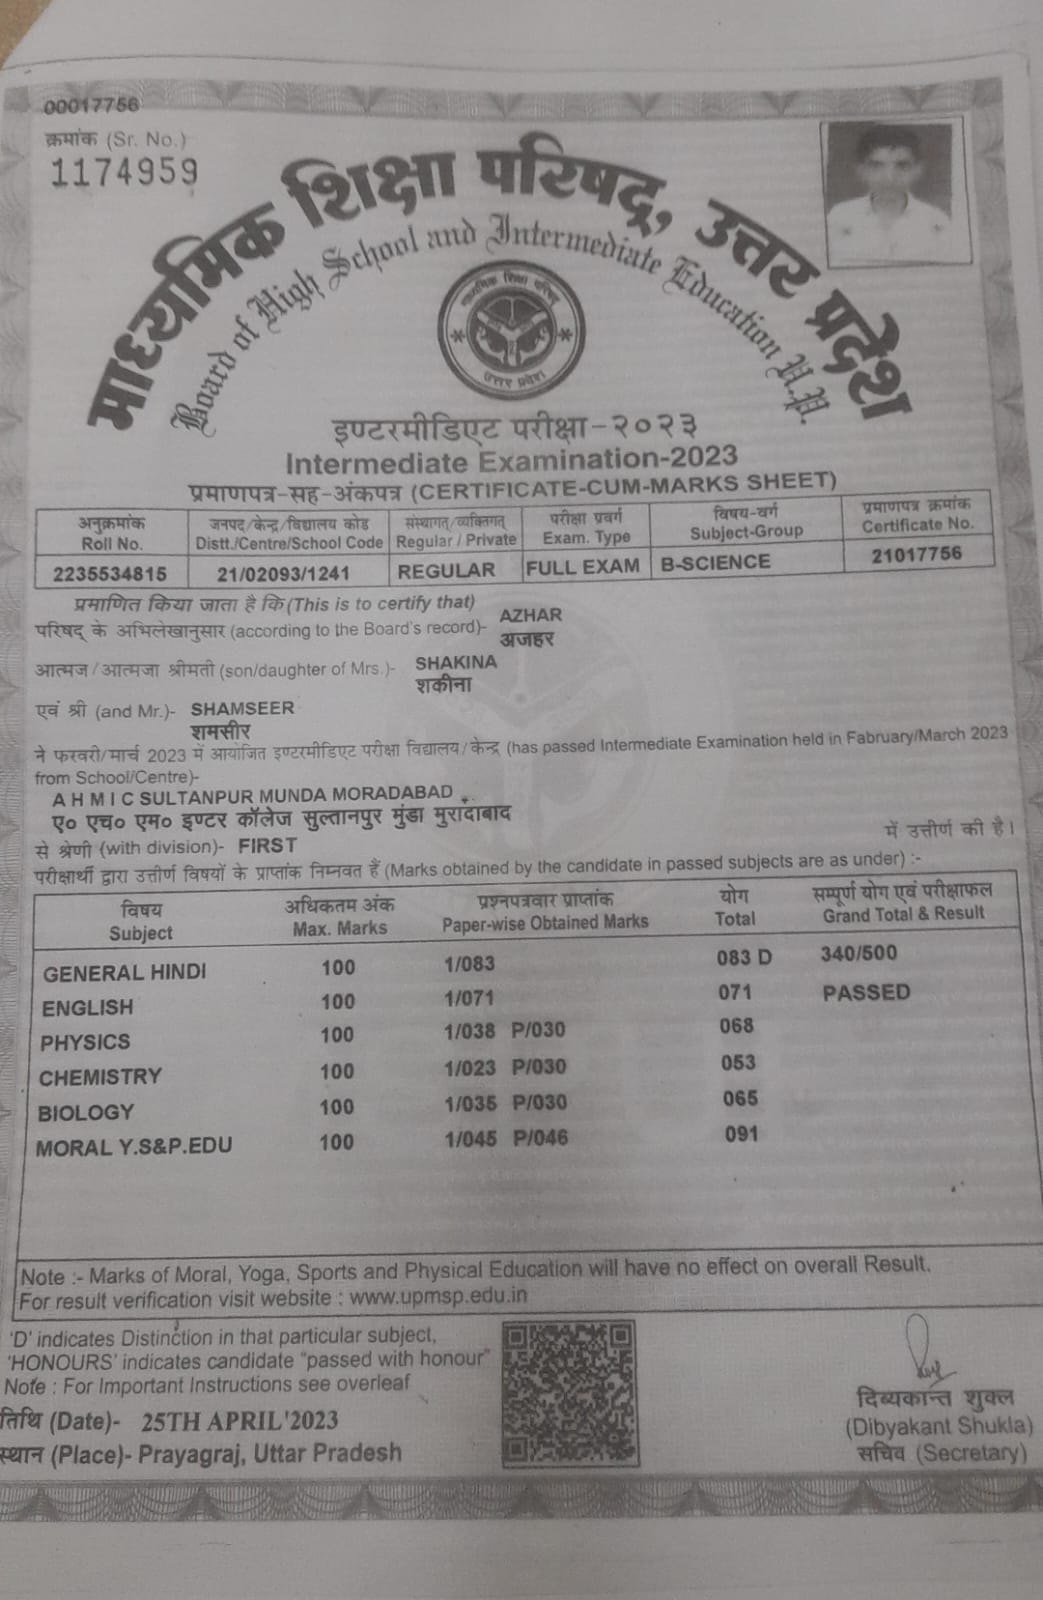 00017756
क्रमांक (Sr. No.)
1174959
माध्यमिक शिक्षा परिषद्, उत्तर प्रदेश
Board of High School and Intermediate Education U.P.
माध्यमिक शिक्षा परिषद्
उत्तर प्रदेश
इण्टरमीडिएट परीक्षा-२०२३
Intermediate Examination-2023
प्रमाणपत्र-सह-अंकपत्र (CERTIFICATE-CUM-MARKS SHEET)
अनुक्रमांक जनपद/केन्द्र/विद्यालय कोड संस्थागत्/व्यक्तिगत् परीक्षा प्रवर्ग विषय-वर्ग प्रमाणपत्र क्रमांक
Roll No. Distt./Centre/School Code Regular / Private Exam. Type Subject-Group Certificate No.
2235534815 21/02093/1241 REGULAR FULL EXAM B-SCIENCE 21017756
प्रमाणित किया जाता है कि (This is to certify that)
परिषद् के अभिलेखानुसार (according to the Board's record)- AZHAR
अजहर
आत्मज/आत्मजा श्रीमती (son/daughter of Mrs.)- SHAKINA
शकीना
एवं श्री (and Mr.)- SHAMSEER
शमसीर
ने फरवरी/मार्च 2023 में आयोजित इण्टरमीडिएट परीक्षा विद्यालय/केन्द्र (has passed Intermediate Examination held in Fabruary/March 2023
from School/Centre)-
A H M I C SULTANPUR MUNDA MORADABAD
ए० एच० एम० इण्टर कॉलेज सुल्तानपुर मुंडा मुरादाबाद
से श्रेणी (with division)- FIRST में उत्तीर्ण की है।
परीक्षार्थी द्वारा उत्तीर्ण विषयों के प्राप्तांक निम्नवत हैं (Marks obtained by the candidate in passed subjects are as under) :-
विषय अधिकतम अंक प्रश्नपत्रवार प्राप्तांक योग सम्पूर्ण योग एवं परीक्षाफल
Subject Max. Marks Paper-wise Obtained Marks Total Grand Total & Result
GENERAL HINDI 100 1/083 083 D 340/500
ENGLISH 100 1/071 071 PASSED
PHYSICS 100 1/038 P/030 068
CHEMISTRY 100 1/023 P/030 053
BIOLOGY 100 1/035 P/030 065
MORAL Y.S&P.EDU 100 1/045 P/046 091
Note :- Marks of Moral, Yoga, Sports and Physical Education will have no effect on overall Result.
For result verification visit website : www.upmsp.edu.in
'D' indicates Distinction in that particular subject,
'HONOURS' indicates candidate "passed with honour"
Note : For Important Instructions see overleaf
तिथि (Date)- 25TH APRIL'2023
स्थान (Place)- Prayagraj, Uttar Pradesh
दिब्यकान्त शुक्ल
(Dibyakant Shukla)
सचिव (Secretary)